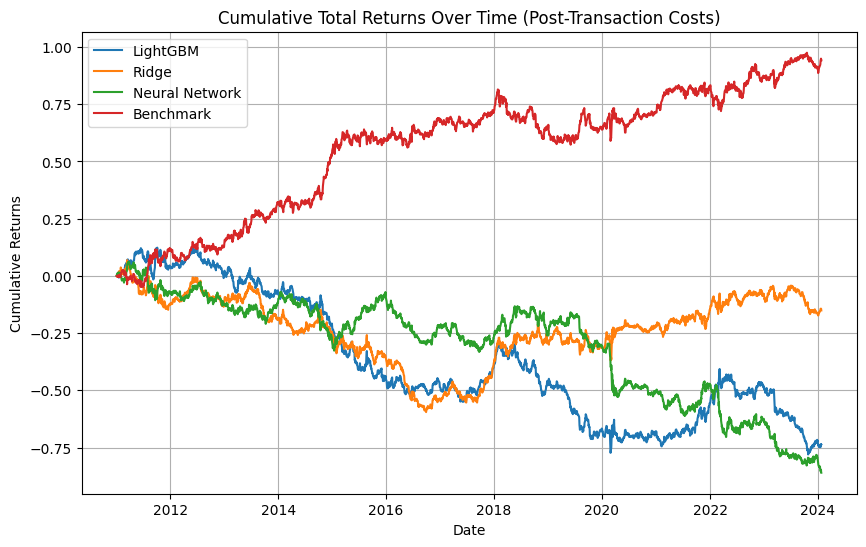 Cumulative Total Returns Over Time (Post-Transaction Costs)
LightGBM
Ridge
Neural Network
Benchmark
1.00
0.75
0.50
0.25
0.00
−0.25
−0.50
−0.75
Cumulative Returns
2012
2014
2016
2018
2020
2022
2024
Date